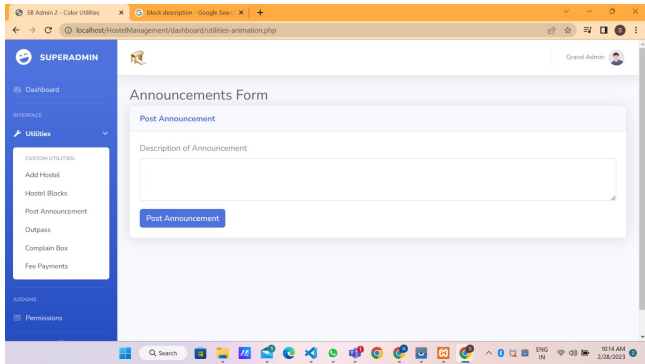 SB Admin 2 - Color Utilities
block description - Google Searc
localhost/HostelManagement/dashboard/utilities-animation.php
S
SUPERADMIN
Grand Admin
Dashboard
INTERFACE
Utilities
CUSTOM UTILITIES:
Add Hostel
Hostel Blocks
Post Announcement
Outpass
Complain Box
Fee Payments
ADDONS
Permissions
Announcements Form
Post Announcement
Description of Announcement
Post Announcement
Search
ENG
IN
10:14 AM
2/28/2023